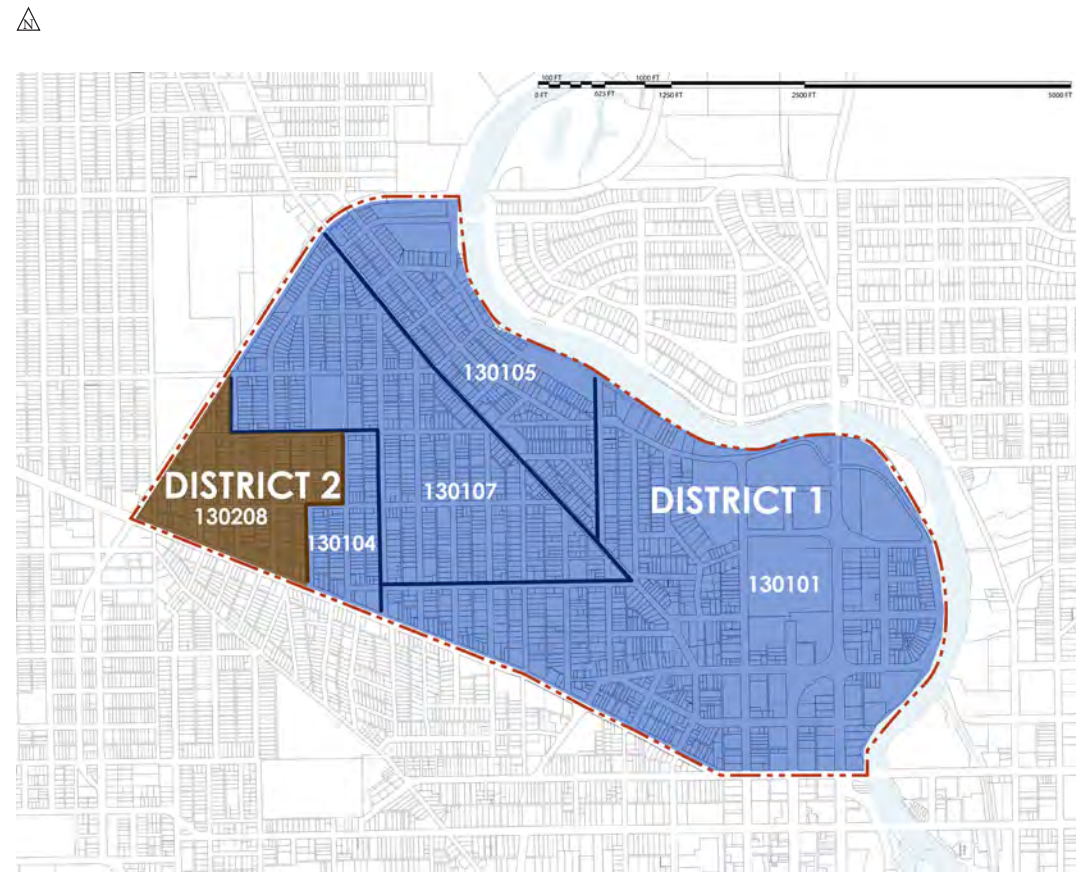 N
100 FT 1000 FT
0 FT 625 FT 1250 FT 2500 FT 5000 FT
130105
DISTRICT 2
130107
DISTRICT 1
130208
130104
130101